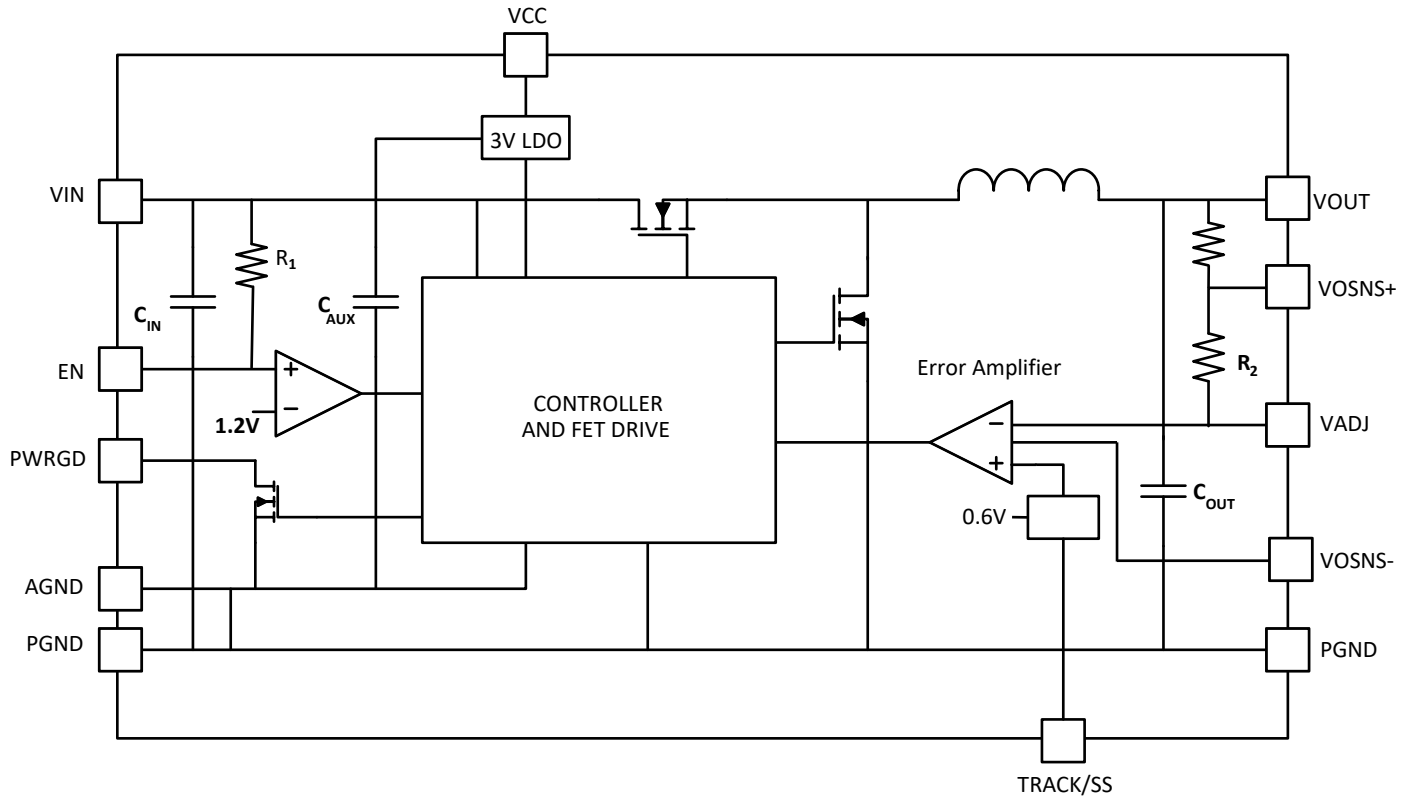 VCC
3V LDO
VIN
VOUT
R1
VOSNS+
CIN
CAUX
EN
Error Amplifier
R2
+
−
1.2V
CONTROLLER
AND FET DRIVE
−
VADJ
PWRGD
+
COUT
0.6V
VOSNS-
AGND
PGND
PGND
TRACK/SS